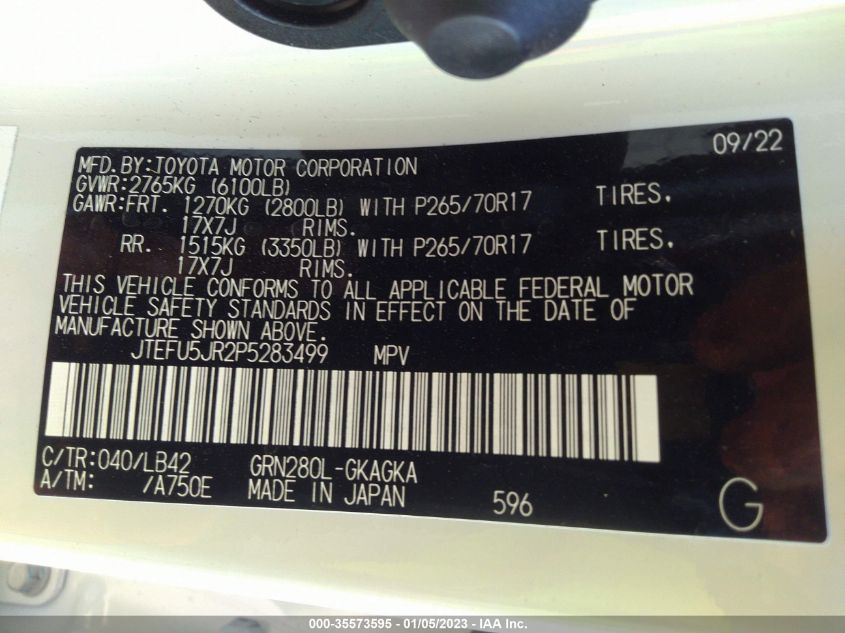 09/22
MFD.BY:TOYOTA MOTOR CORPORATION
GVWR:2765KG (6100LB)
GAWR:FRT. 1270KG (2800LB) WITH P265/70R17 TIRES,
17X7J RIMS.
RR. 1515KG (3350LB) WITH P265/70R17 TIRES,
17X7J RIMS.
THIS VEHICLE CONFORMS TO ALL APPLICABLE FEDERAL MOTOR
VEHICLE SAFETY STANDARDS IN EFFECT ON THE DATE OF
MANUFACTURE SHOWN ABOVE.
JTEFU5JR2P5283499 MPV
C/TR:040/LB42 GRN280L-GKAGKA
A/TM: /A750E MADE IN JAPAN 596 G
000-35573595 - 01/05/2023 - IAA Inc.